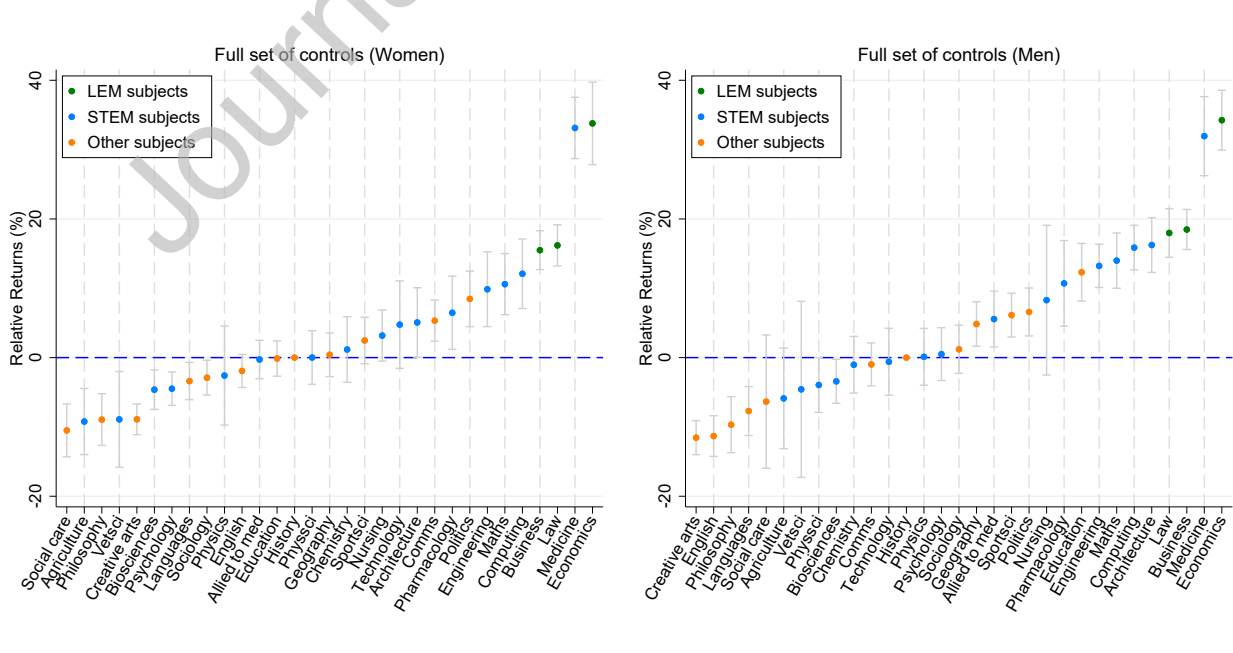 Journ
Full set of controls (Women)
40
20
0
-20
Relative Returns (%)
LEM subjects
STEM subjects
Other subjects
Social care
Agriculture
Philosophy
Vetsci
Creative arts
Biosciences
Psychology
Languages
Sociology
Physics
English
Allied to med
Education
History
Physsci
Geography
Chemistry
Sportsci
Nursing
Technology
Architecture
Comms
Pharmacology
Politics
Engineering
Maths
Computing
Business
Law
Medicine
Economics
Full set of controls (Men)
40
20
0
-20
Relative Returns (%)
LEM subjects
STEM subjects
Other subjects
Creative arts
English
Philosophy
Languages
Social care
Agriculture
Vetsci
Physsci
Biosciences
Chemistry
Comms
Technology
History
Physics
Psychology
Sociology
Geography
Allied to med
Sportsci
Politics
Nursing
Pharmacology
Education
Engineering
Maths
Computing
Architecture
Law
Business
Medicine
Economics